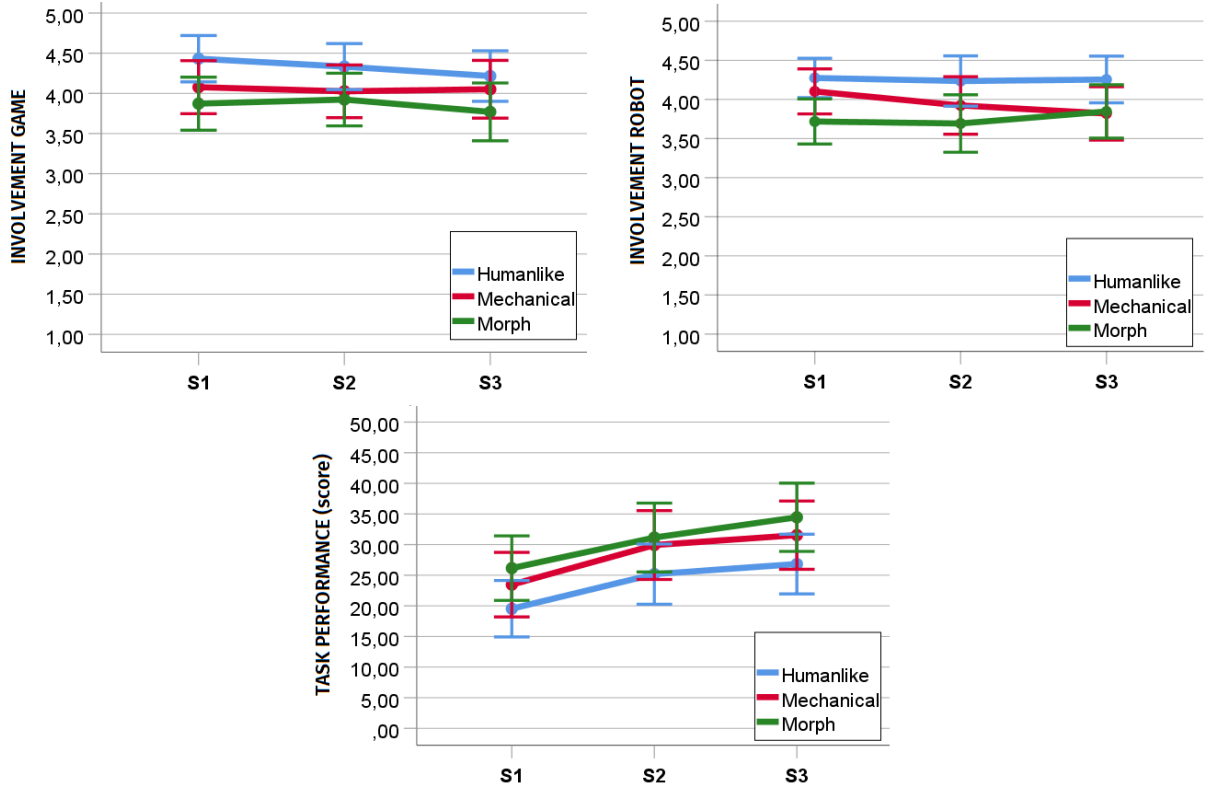 INVOLVEMENT GAME
5,00
4,50
4,00
3,50
3,00
2,50
2,00
1,50
1,00
Humanlike
Mechanical
Morph
S1 S2 S3
INVOLVEMENT ROBOT
5,00
4,50
4,00
3,50
3,00
2,50
2,00
1,50
1,00
Humanlike
Mechanical
Morph
S1 S2 S3
TASK PERFORMANCE (score)
50,00
45,00
40,00
35,00
30,00
25,00
20,00
15,00
10,00
5,00
,00
Humanlike
Mechanical
Morph
S1 S2 S3